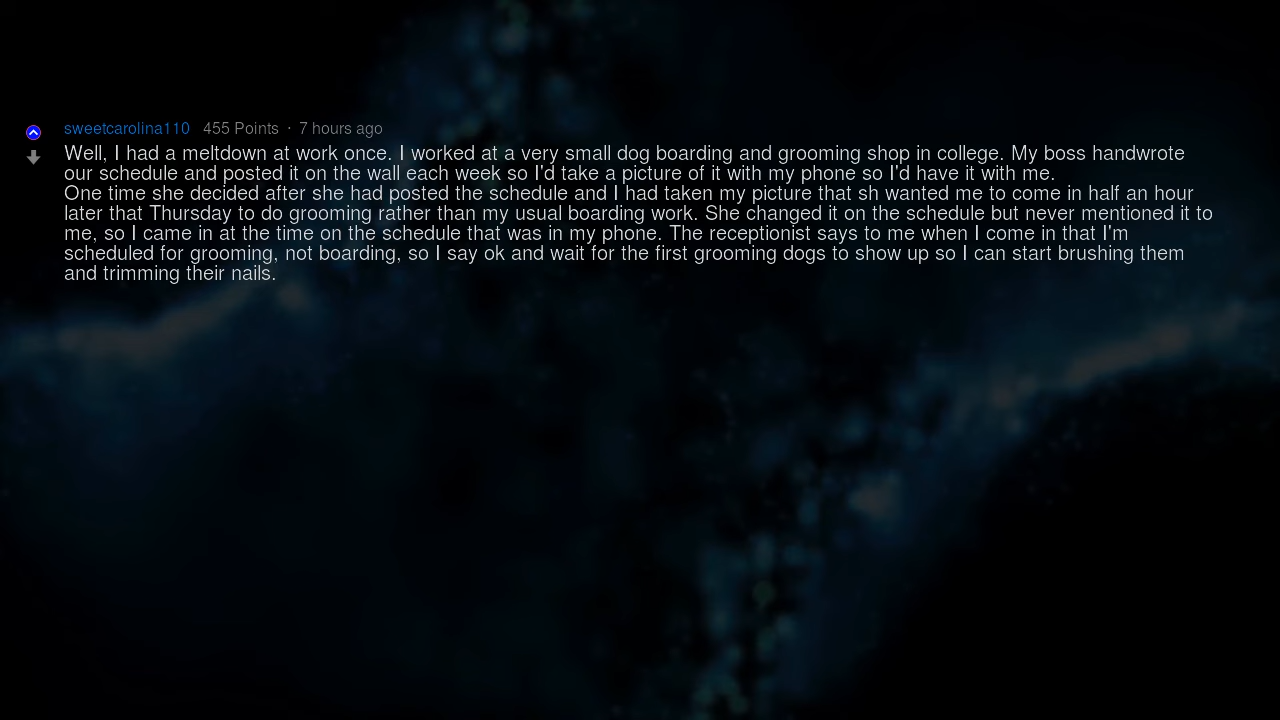 sweetcarolina110 455 Points · 7 hours ago
Well, I had a meltdown at work once. I worked at a very small dog boarding and grooming shop in college. My boss handwrote
our schedule and posted it on the wall each week so I'd take a picture of it with my phone so I'd have it with me.
One time she decided after she had posted the schedule and I had taken my picture that sh wanted me to come in half an hour
later that Thursday to do grooming rather than my usual boarding work. She changed it on the schedule but never mentioned it to
me, so I came in at the time on the schedule that was in my phone. The receptionist says to me when I come in that I'm
scheduled for grooming, not boarding, so I say ok and wait for the first grooming dogs to show up so I can start brushing them
and trimming their nails.